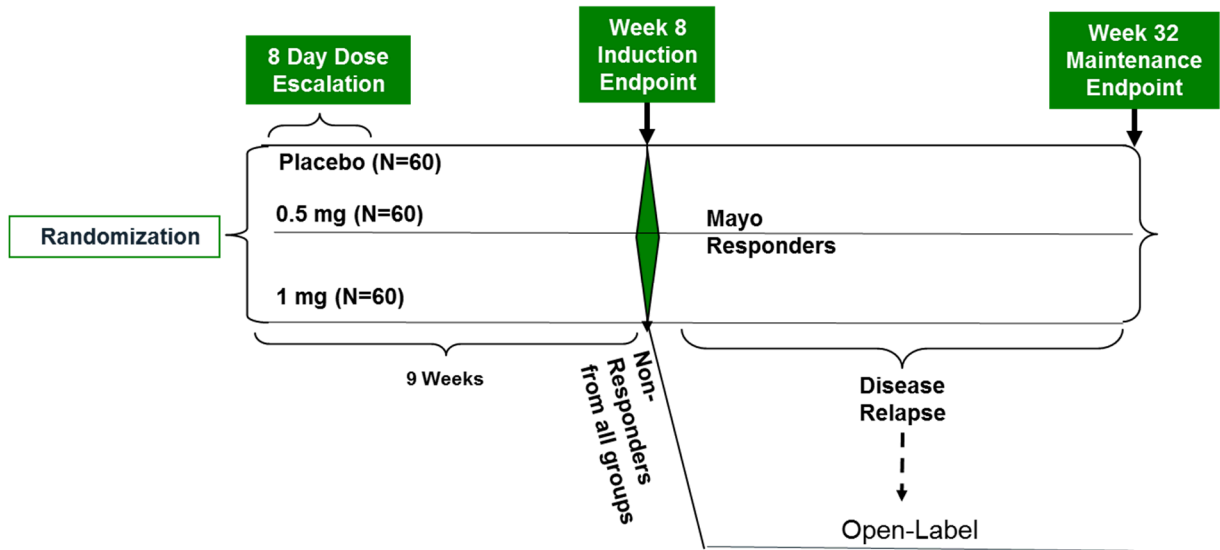 8 Day Dose
Escalation
Week 8
Induction
Endpoint
Week 32
Maintenance
Endpoint
Randomization
Placebo (N=60)
0.5 mg (N=60)
1 mg (N=60)
Mayo
Responders
9 Weeks
Non-
Responders
from all groups
Disease
Relapse
Open-Label